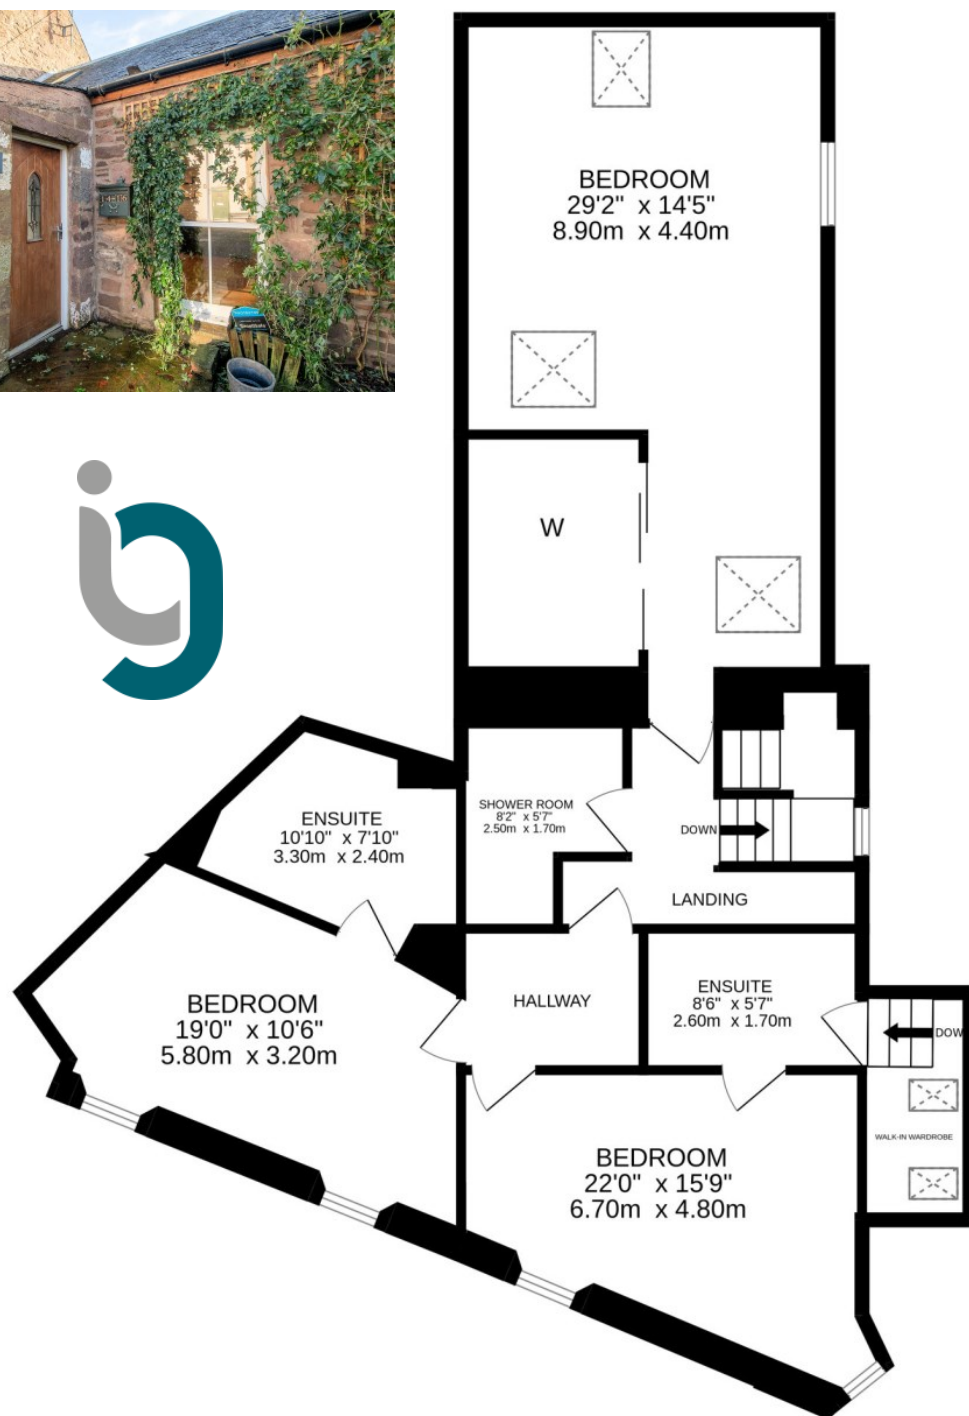 BEDROOM
29'2" x 14'5"
8.90m x 4.40m
W
SHOWER ROOM
8'2" x 5'7"
2.50m x 1.70m
DOWN
LANDING
ENSUITE
10'10" x 7'10"
3.30m x 2.40m
HALLWAY
ENSUITE
8'6" x 5'7"
2.60m x 1.70m
DOW
BEDROOM
19'0" x 10'6"
5.80m x 3.20m
WALK-IN WARDROBE
BEDROOM
22'0" x 15'9"
6.70m x 4.80m